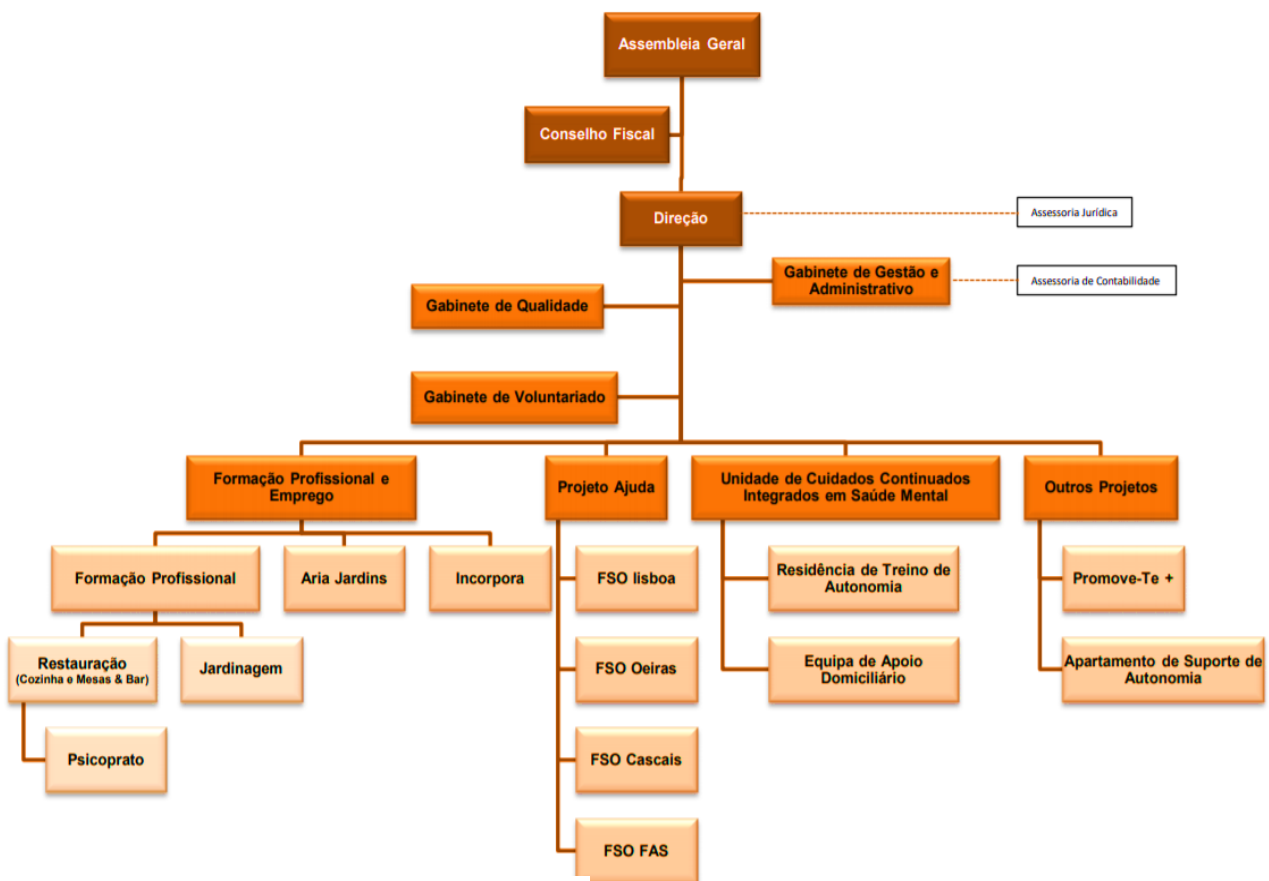 Assembleia Geral
Conselho Fiscal
Direção
Assessoria Jurídica
Gabinete de Gestão e
Administrativo
Assessoria de Contabilidade
Gabinete de Qualidade
Gabinete de Voluntariado
Formação Profissional e
Emprego
Projeto Ajuda
Unidade de Cuidados Continuados
Integrados em Saúde Mental
Outros Projetos
Formação Profissional
Aria Jardins
Incorpora
FSO lisboa
Residência de Treino de
Autonomia
Promove-Te +
Restauração
(Cozinha e Mesas & Bar)
Jardinagem
FSO Oeiras
Equipa de Apoio
Domiciliário
Apartamento de Suporte de
Autonomia
Psicoprato
FSO Cascais
FSO FAS